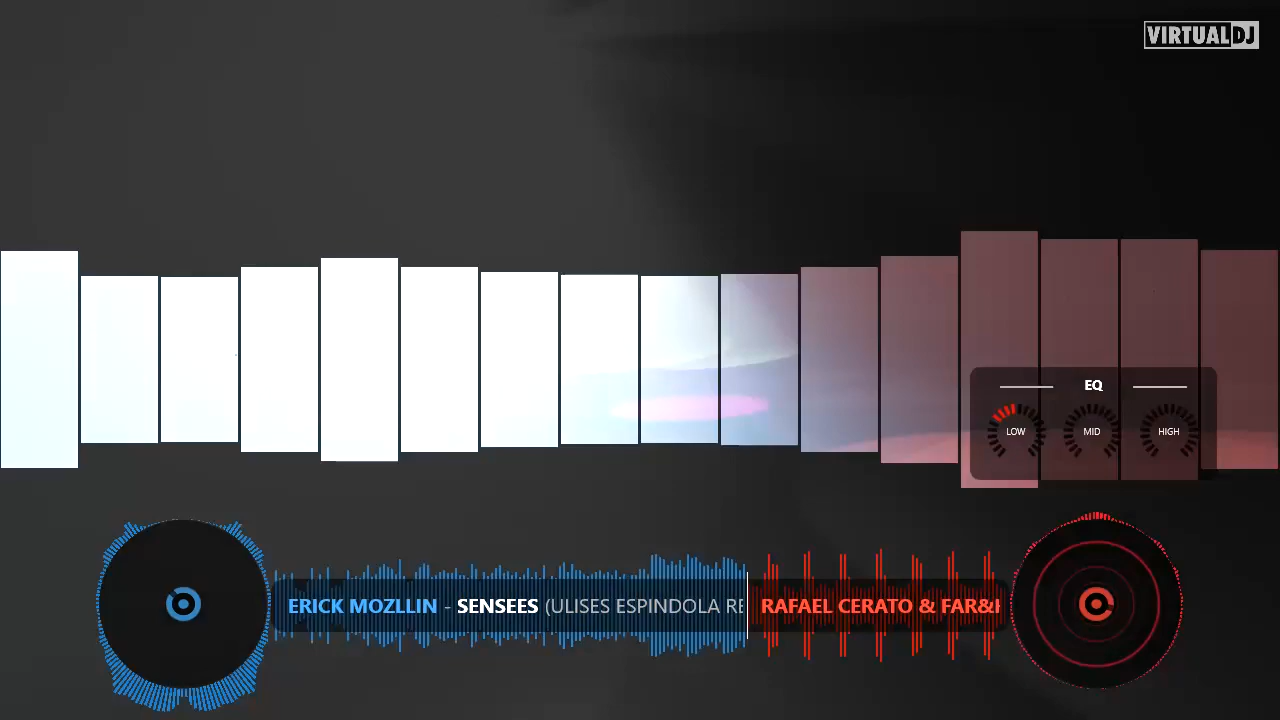 VIRTUALDJ
EQ
LOW MID HIGH
ERICK MOZLLIN - SENSEES (ULISES ESPINDOLA RE
RAFAEL CERATO & FAR&